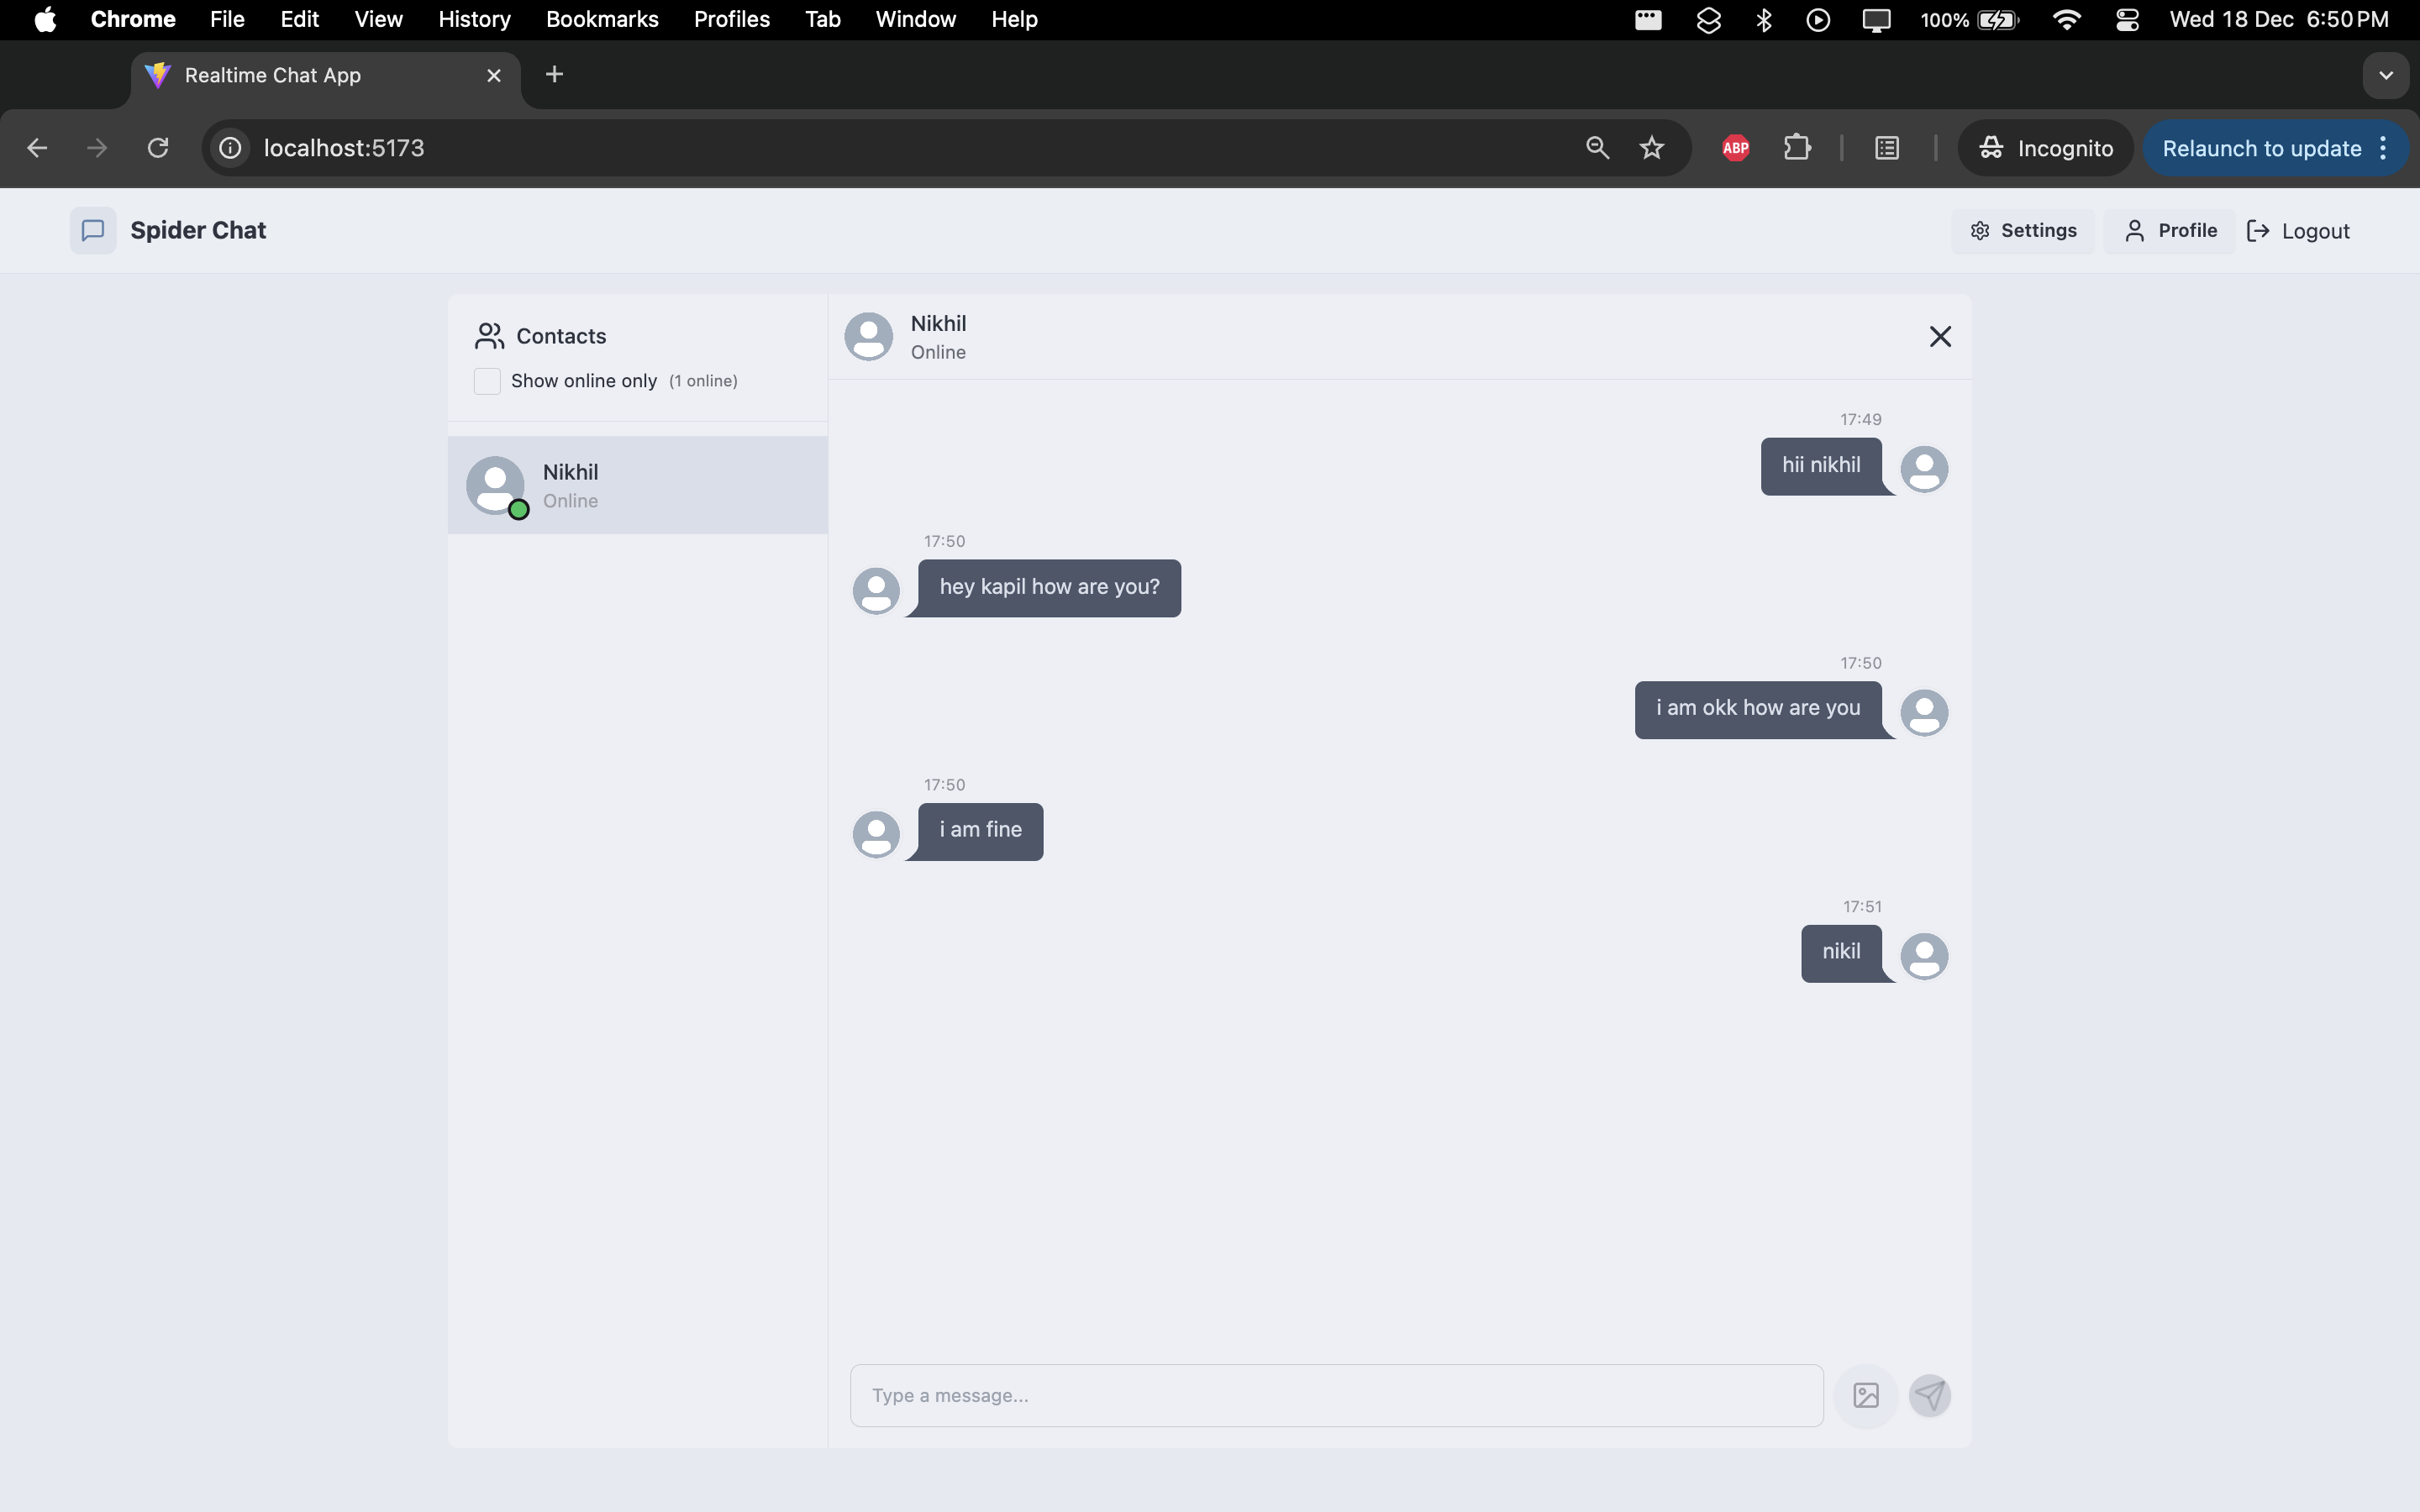 Chrome File Edit View History Bookmarks Profiles Tab Window Help 100% Wed 18 Dec 6:50 PM
Realtime Chat App
localhost:5173 ABP Incognito Relaunch to update
Spider Chat Settings Profile Logout
Contacts
Show online only (1 online)
Nikhil
Online
Nikhil
Online
17:49
hii nikhil
17:50
hey kapil how are you?
17:50
i am okk how are you
17:50
i am fine
17:51
nikil
Type a message...